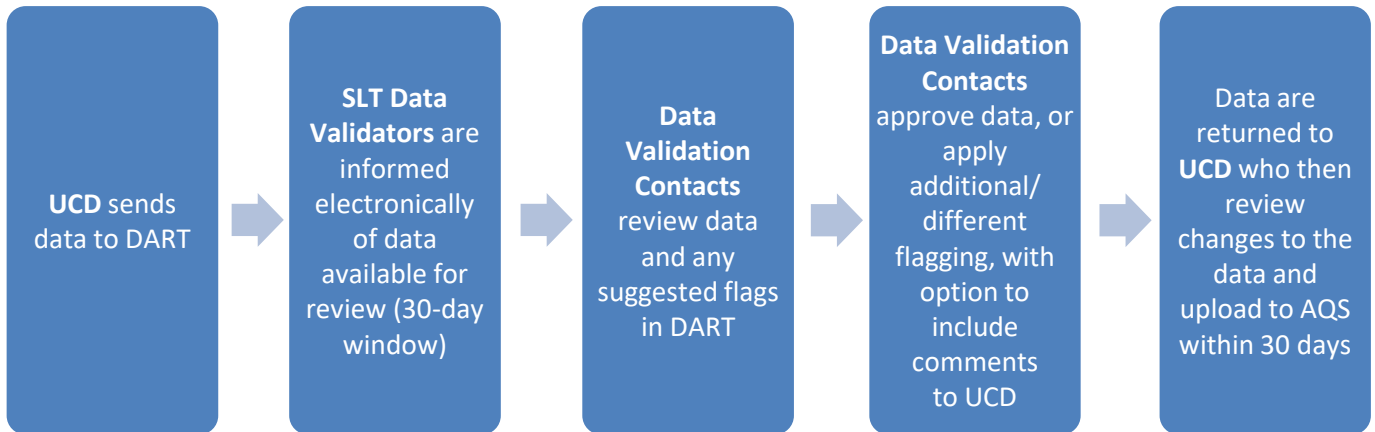 UCD sends
data to DART
SLT Data
Validators are
informed
electronically
of data
available for
review (30-day
window)
Data
Validation
Contacts
review data
and any
suggested flags
in DART
Data Validation
Contacts
approve data, or
apply
additional/
different
flagging, with
option to
include
comments
to UCD
Data are
returned to
UCD who then
review
changes to the
data and
upload to AQS
within 30 days